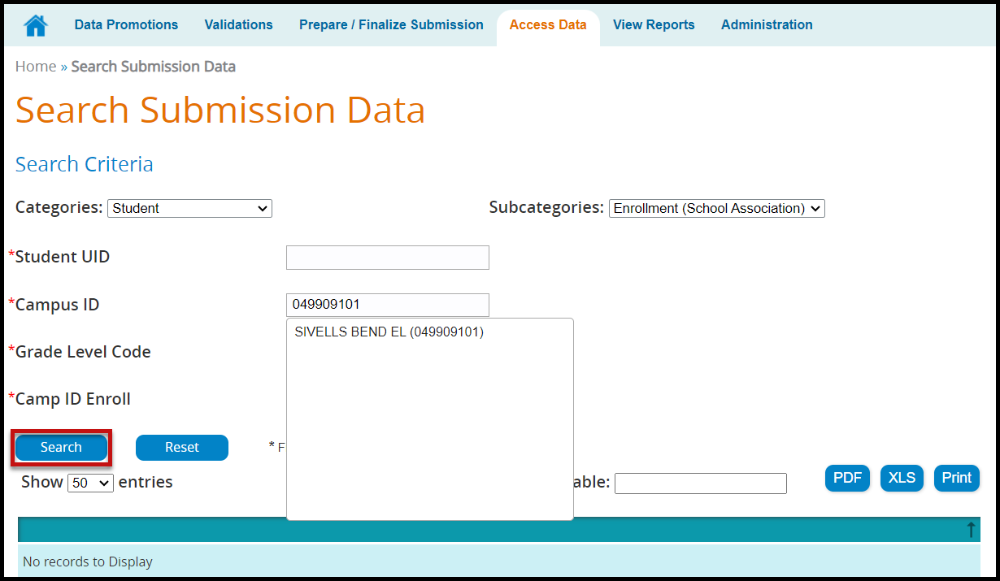 Data Promotions Validations Prepare / Finalize Submission Access Data View Reports Administration
Home » Search Submission Data
Search Submission Data
Search Criteria
Categories: Student Subcategories: Enrollment (School Association)
*Student UID
*Campus ID 049909101
SIVELLS BEND EL (049909101)
*Grade Level Code
*Camp ID Enroll
Search Reset * F
Show 50 entries able: PDF XLS Print
No records to Display